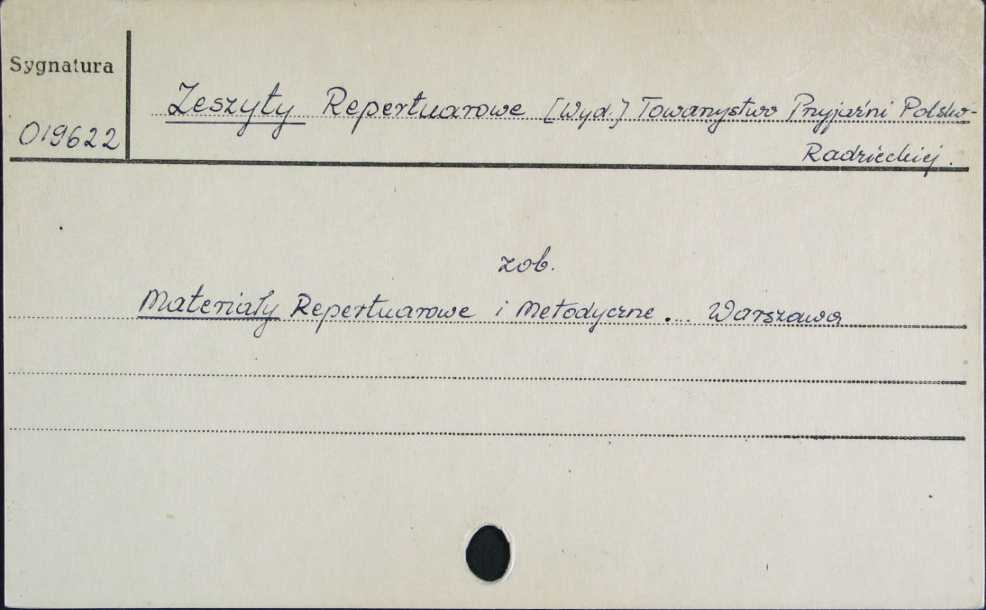 Sygnatura
019622
Zeszyty Repertuarowe [Wyd.] Towarzystwo Przyjaźni Polsko-
Radzieckiej.
zob.
Materiały Repertuarowe i Metodyczne... Warszawa